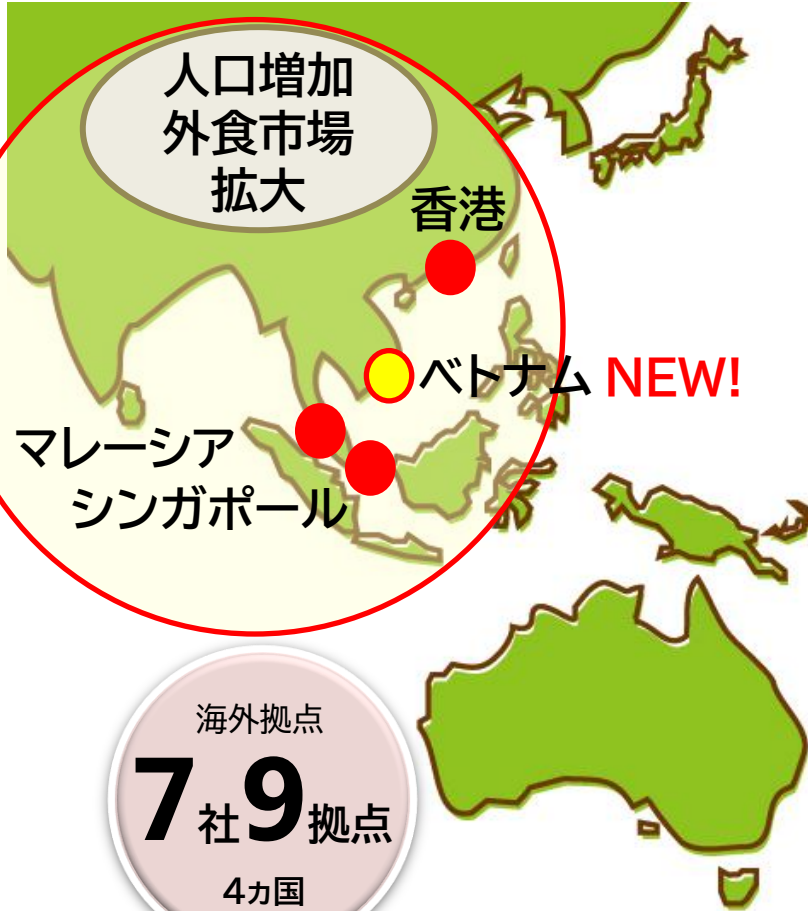 人口増加
外食市場
拡大
香港
ベトナム NEW!
マレーシア
シンガポール
海外拠点
7社9拠点
4ヵ国